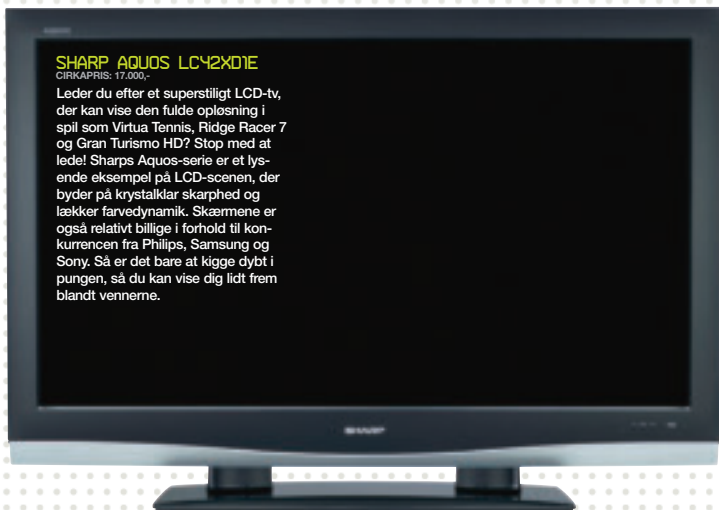 SHARP AQUOS LC42XD1E
CIRKAPRIS: 17.000,-
Leder du efter et superstiligt LCD-tv,
der kan vise den fulde opløsning i
spil som Virtua Tennis, Ridge Racer 7
og Gran Turismo HD? Stop med at
lede! Sharps Aquos-serie er et lys-
ende eksempel på LCD-scenen, der
byder på krystalklar skarphed og
lækker farvedynamik. Skærmene er
også relativt billige i forhold til kon-
kurrencen fra Philips, Samsung og
Sony. Så er det bare at kigge dybt i
pungen, så du kan vise dig lidt frem
blandt vennerne.
SHARP